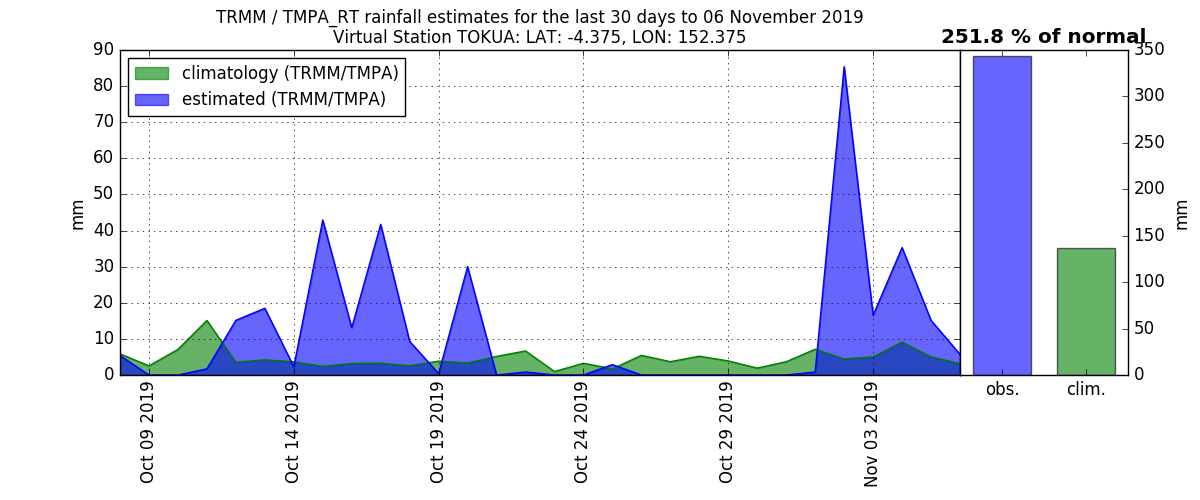 TRMM / TMPA_RT rainfall estimates for the last 30 days to 06 November 2019
Virtual Station TOKUA: LAT: -4.375, LON: 152.375
251.8 % of normal
climatology (TRMM/TMPA)
estimated (TRMM/TMPA)
90
80
70
60
50
40
30
20
10
0
mm
Oct 09 2019
Oct 14 2019
Oct 19 2019
Oct 24 2019
Oct 29 2019
Nov 03 2019
350
300
250
200
150
100
50
0
mm
obs.
clim.